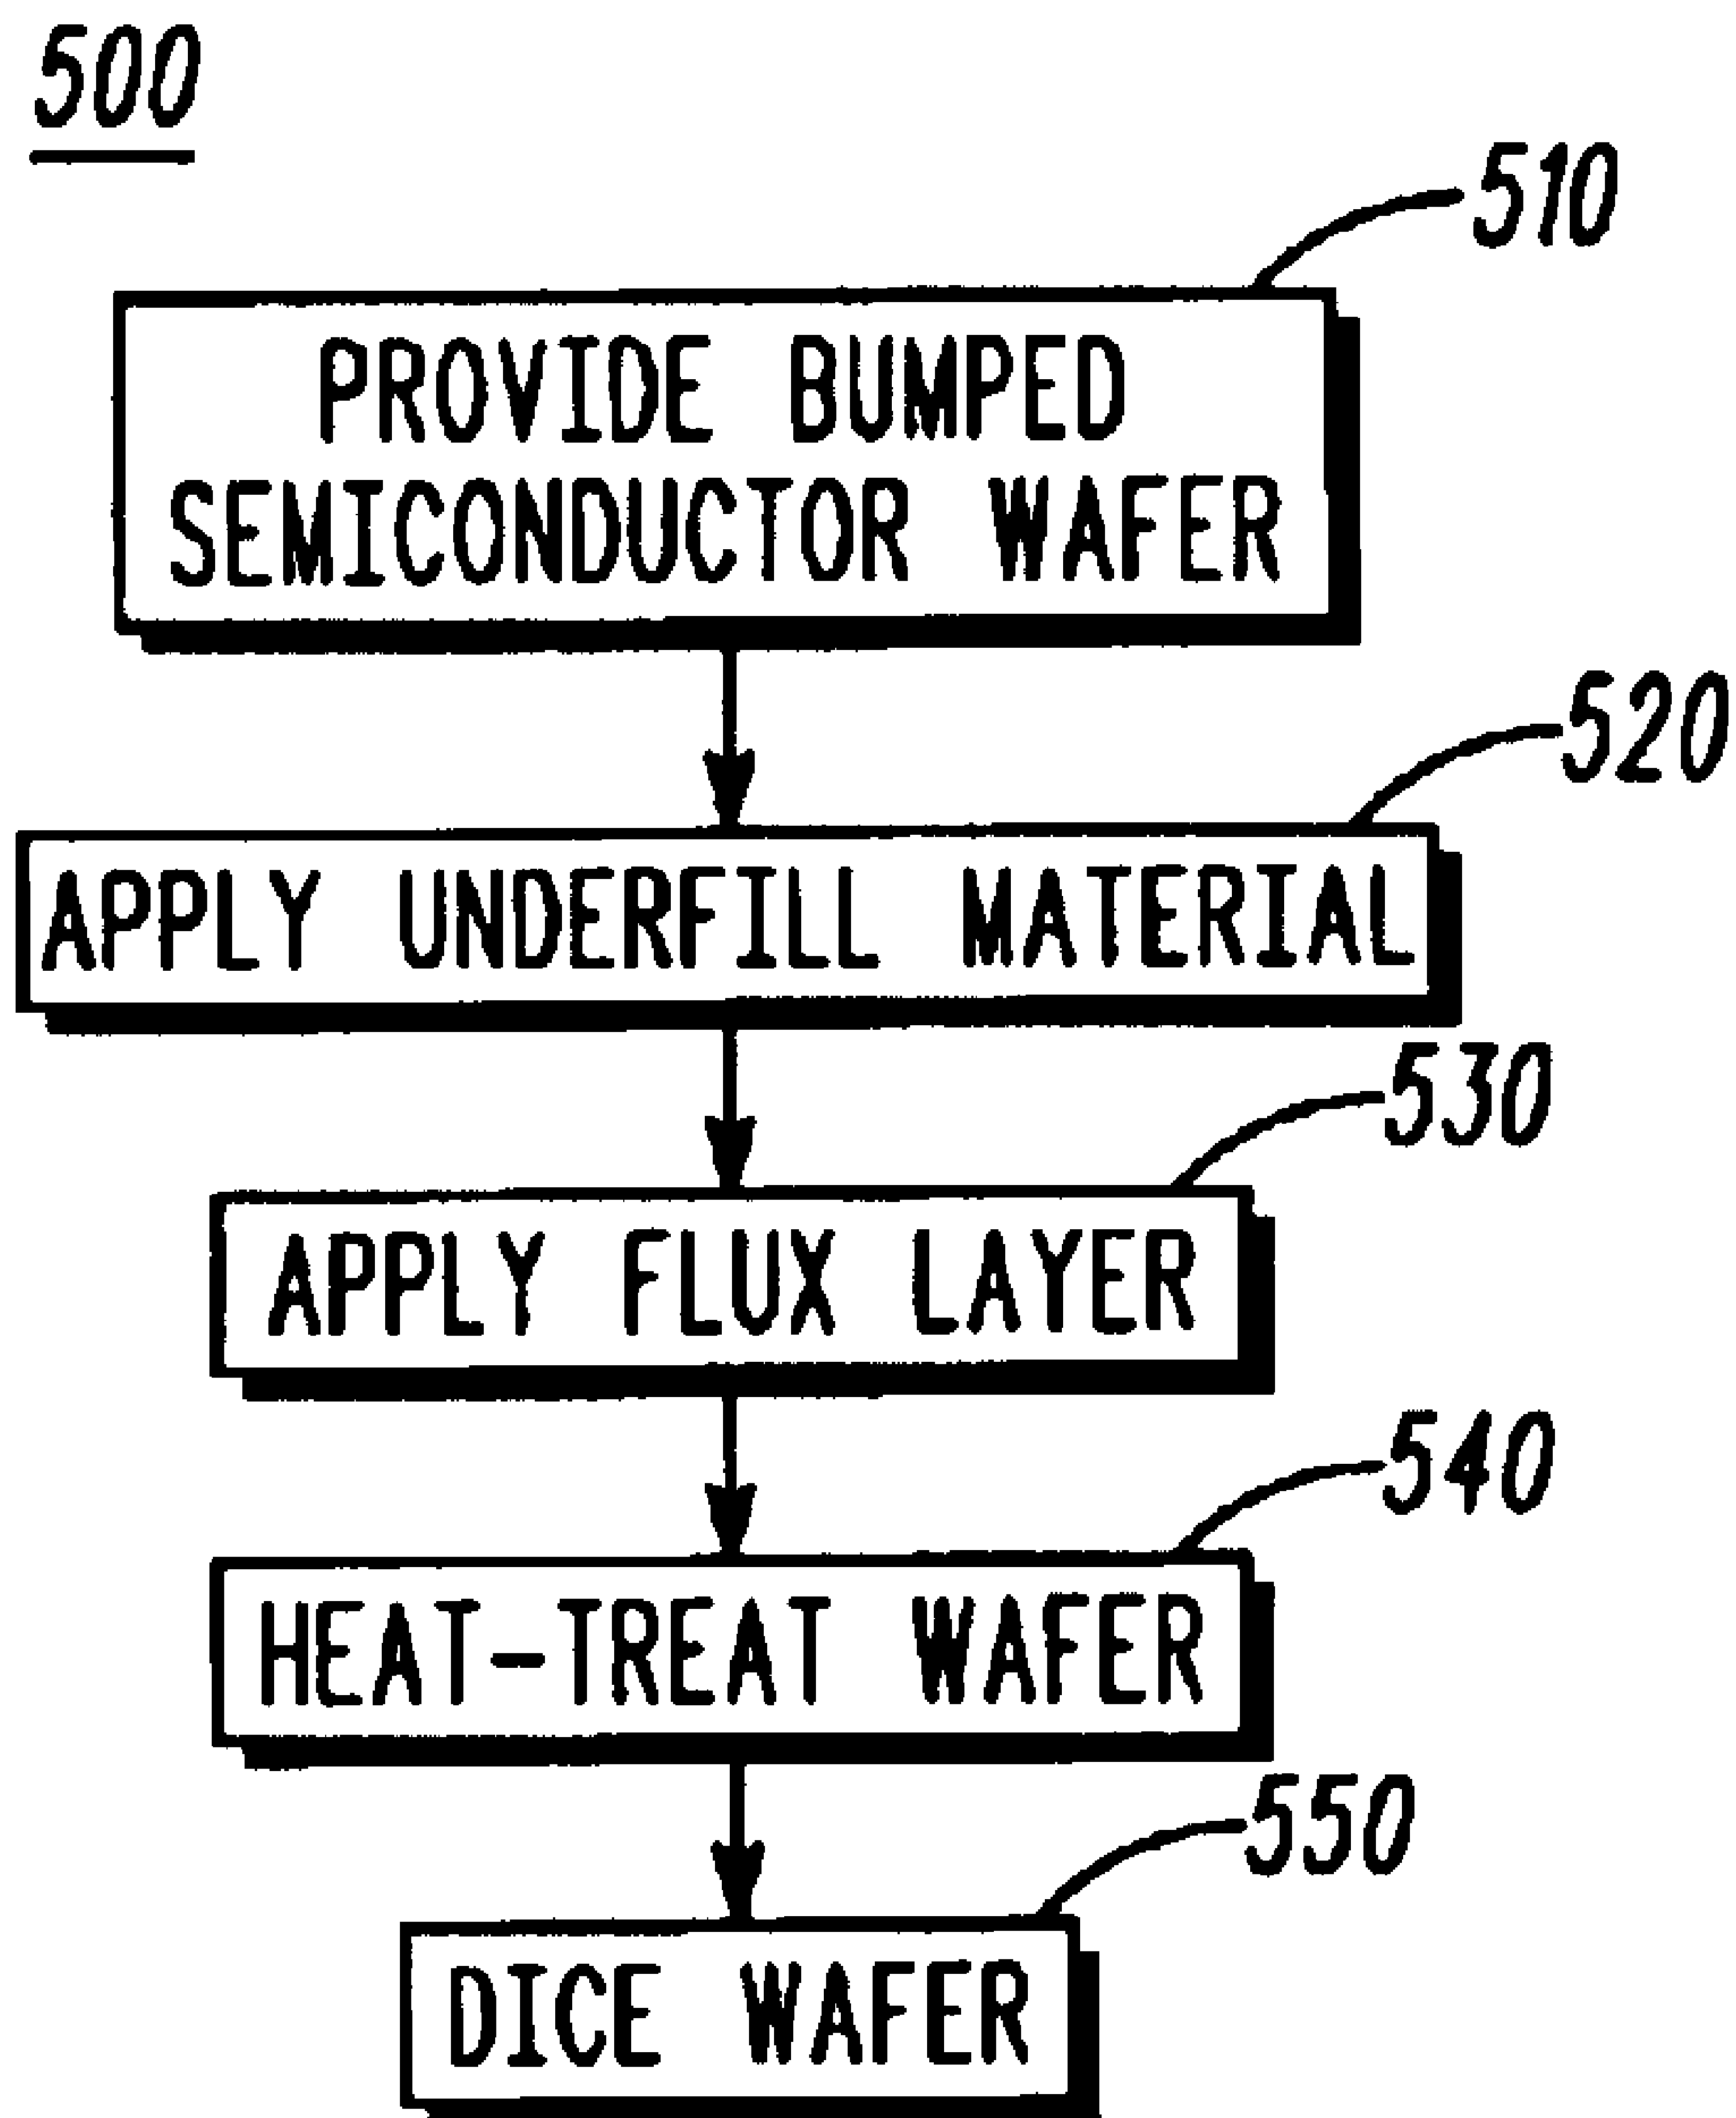 500
510
PROVIDE BUMPED
SEMICONDUCTOR WAFER
520
APPLY UNDERFILL MATERIAL
530
APPLY FLUX LAYER
540
HEAT-TREAT WAFER
550
DICE WAFER